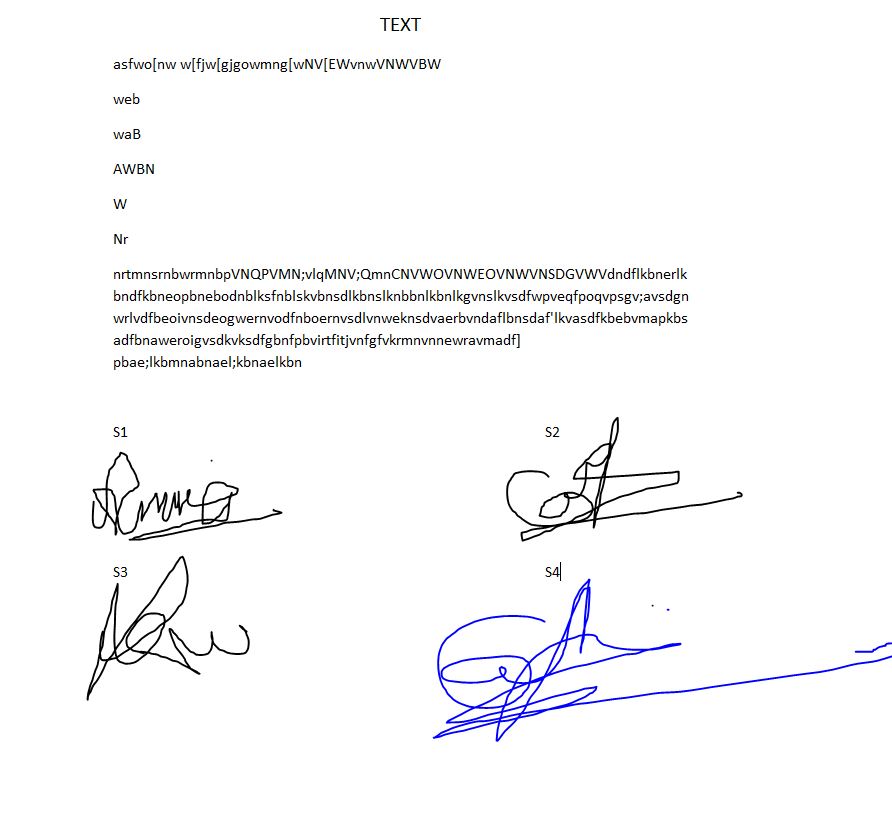 TEXT
asfwo[nw w[fjw[gjgowmng[wNV[EWvnwVNWVBW
web
waB
AWBN
W
Nr
nrtmnsrnbwrmnbpVNQPVMN;vlqMNV;QmnCNVWOVNWEOVNWVNSDGVWVdndflkbnerlk
bndfkbneopbnebodnblksfnblskvbnsdlkbnslknbbnlkbnlkgvnslkvsdfwpveqfpoqvpsgv;avsdgn
wrlvdfbeoivnsdeogwernvodfnboernvsdlvnweknsdvaerbvndaflbnsdaf'lkvasdfkbebvmapkbs
adfbnaweroigvsdkvksdfgbnfpbvirtfitjvnfgfvkrmnvnnewravmadf]
pbae;lkbmnabnael;kbnaelkbn
S1 S2
S3 S4